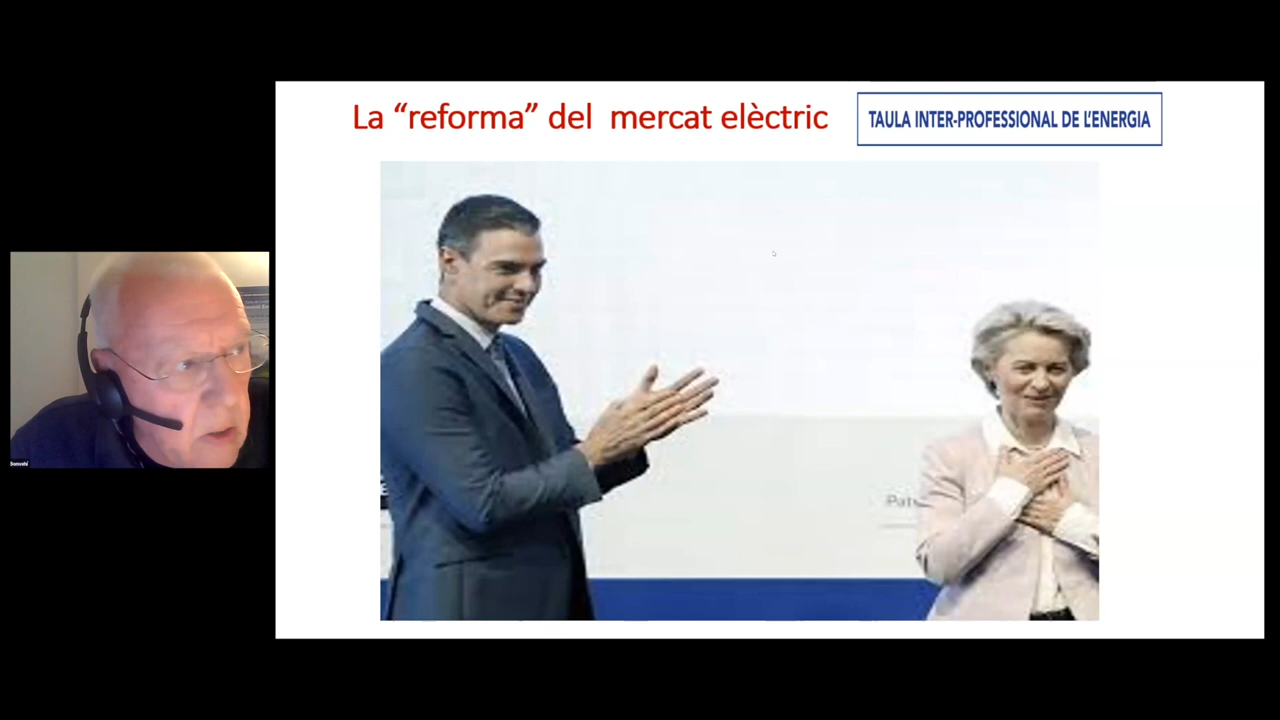 La “reforma” del mercat elèctric
TAULA INTER-PROFESSIONAL DE L’ENERGIA